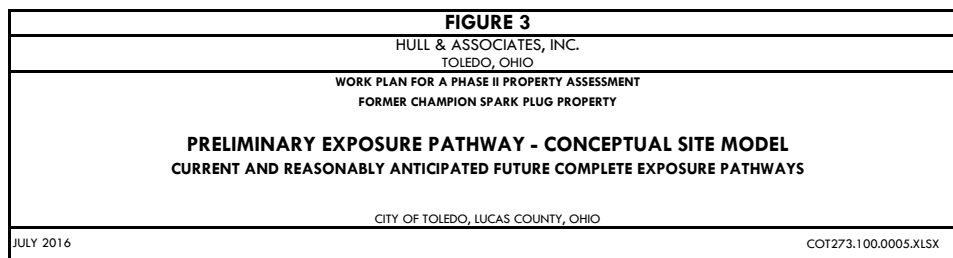 FIGURE 3
HULL & ASSOCIATES, INC.
TOLEDO, OHIO
WORK PLAN FOR A PHASE II PROPERTY ASSESSMENT
FORMER CHAMPION SPARK PLUG PROPERTY
PRELIMINARY EXPOSURE PATHWAY - CONCEPTUAL SITE MODEL
CURRENT AND REASONABLY ANTICIPATED FUTURE COMPLETE EXPOSURE PATHWAYS
CITY OF TOLEDO, LUCAS COUNTY, OHIO
JULY 2016 COT273.100.0005.XLSX